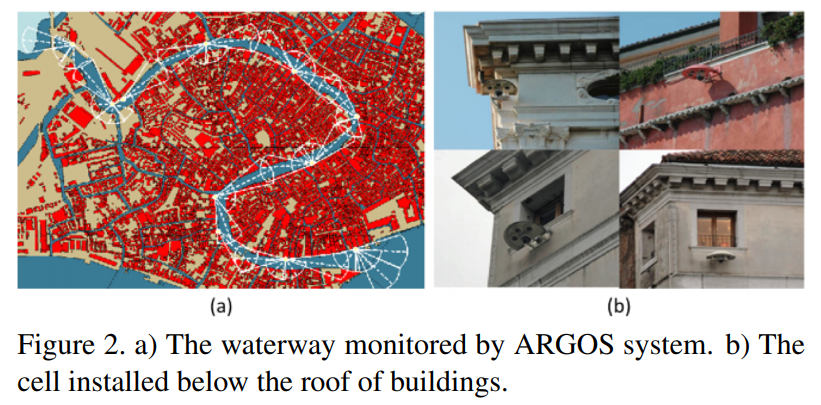 (a)
(b)
Figure 2. a) The waterway monitored by ARGOS system. b) The
cell installed below the roof of buildings.